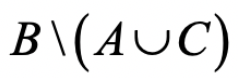 B \ (A ∪ C)